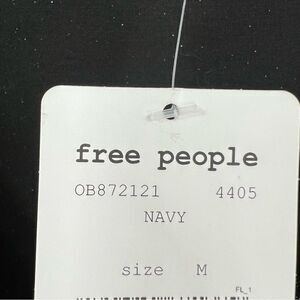 free people
OB872121 4405
NAVY
size M
FL_1